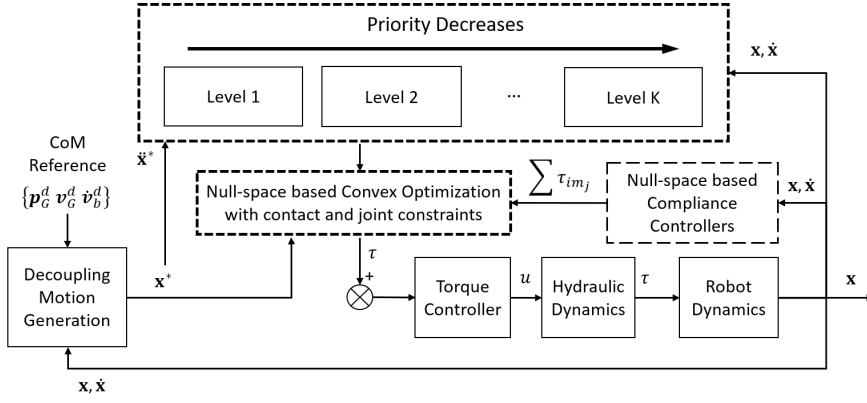 Priority Decreases
Level 1
Level 2
...
Level K
𝐱, 𝐱̇
CoM
Reference
{𝒑_G^d 𝒗_G^d 𝒗̇_b^d}
𝐱̈*
Null-space based Convex Optimization
with contact and joint constraints
∑ τ_{im_j}
Null-space based
Compliance
Controllers
𝐱, 𝐱̇
Decoupling
Motion
Generation
𝐱*
τ
+
Torque
Controller
u
Hydraulic
Dynamics
τ
Robot
Dynamics
𝐱
𝐱, 𝐱̇